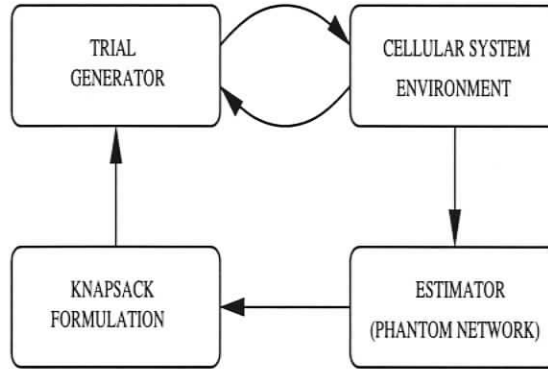 TRIAL
GENERATOR
CELLULAR SYSTEM
ENVIRONMENT
KNAPSACK
FORMULATION
ESTIMATOR
(PHANTOM NETWORK)